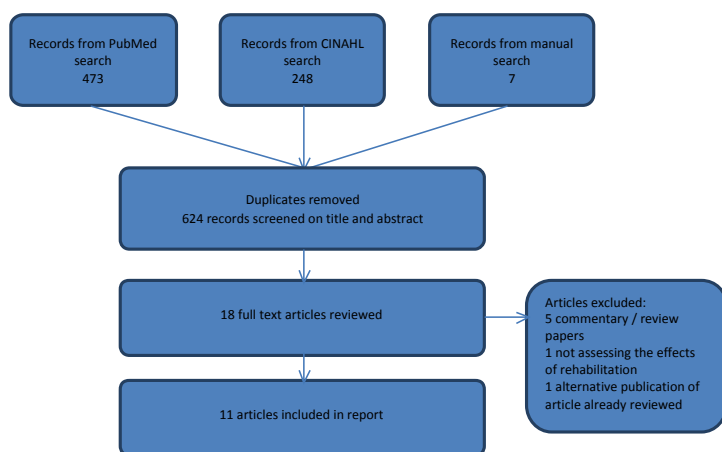 Records from PubMed
search
473
Records from CINAHL
search
248
Records from manual
search
7
Duplicates removed
624 records screened on title and abstract
18 full text articles reviewed
Articles excluded:
5 commentary / review
papers
1 not assessing the effects
of rehabilitation
1 alternative publication of
article already reviewed
11 articles included in report